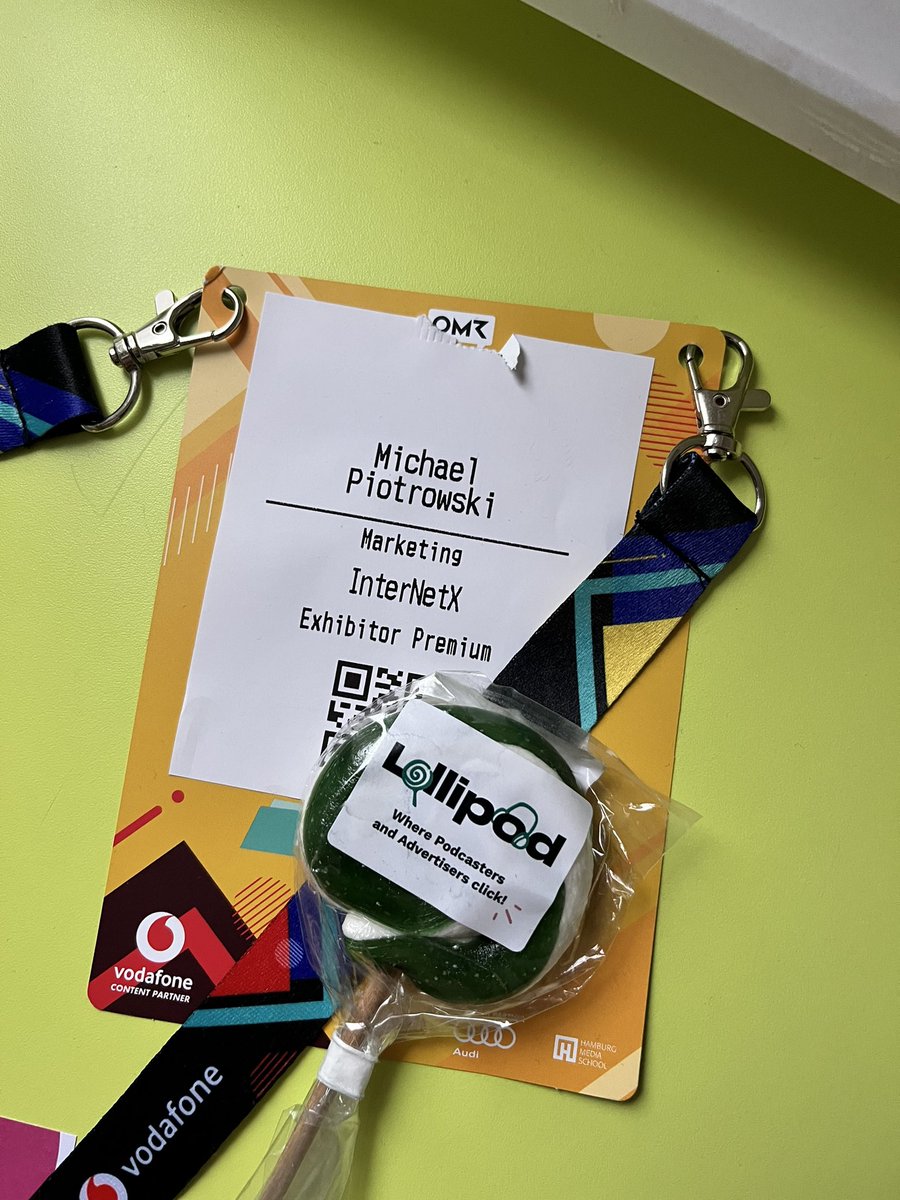 OMR
Michael
Piotrowski
Marketing
InterNetX
Exhibitor Premium
Lollipod
Where Podcasters
and Advertisers click!
vodafone
CONTENT PARTNER
Audi
HAMBURG
MEDIA
SCHOOL
vodafone